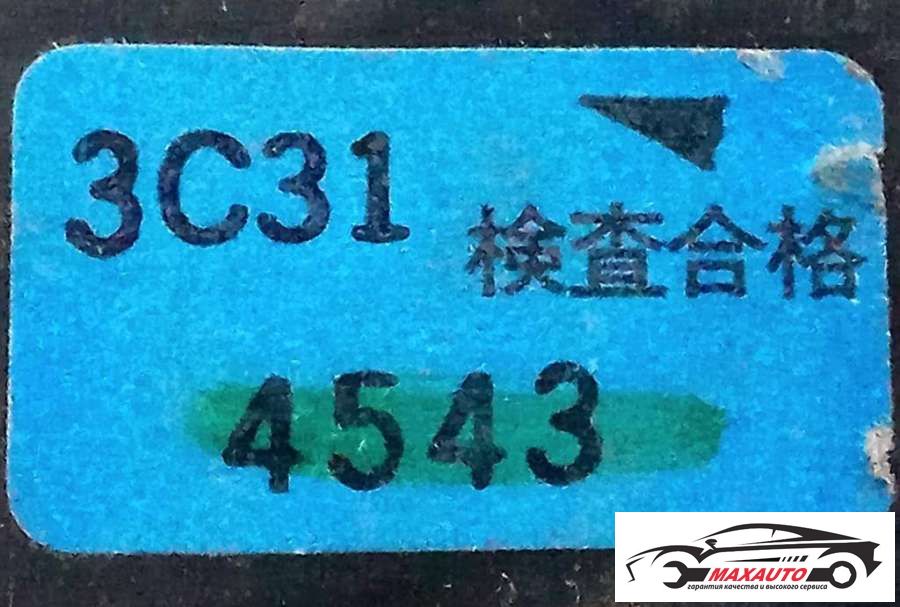 3C31
検査合格
4543
MAXAUTO
гарантия качества и высокого сервиса